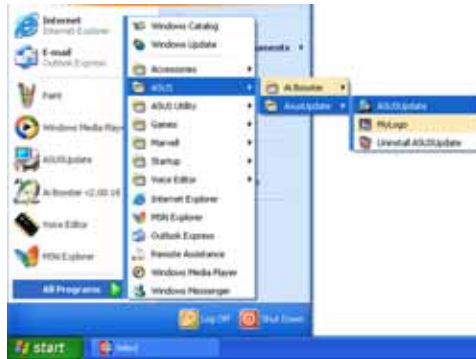 Internet
Internet Explorer
E-mail
Outlook Express
Paint
Windows Media Player
ASUSUpdate
Ai Booster v2.00.16
Voice Editor
MSN Explorer
All Programs
Windows Catalog
Windows Update
Accessories
ASUS
ASUS Utility
Games
Marvell
Startup
Voice Editor
Internet Explorer
MSN Explorer
Outlook Express
Remote Assistance
Windows Media Player
Windows Messenger
Ai Booster
AsusUpdate
ASUSUpdate
MyLogo
Uninstall ASUSUpdate
Log Off
Shut Down
start